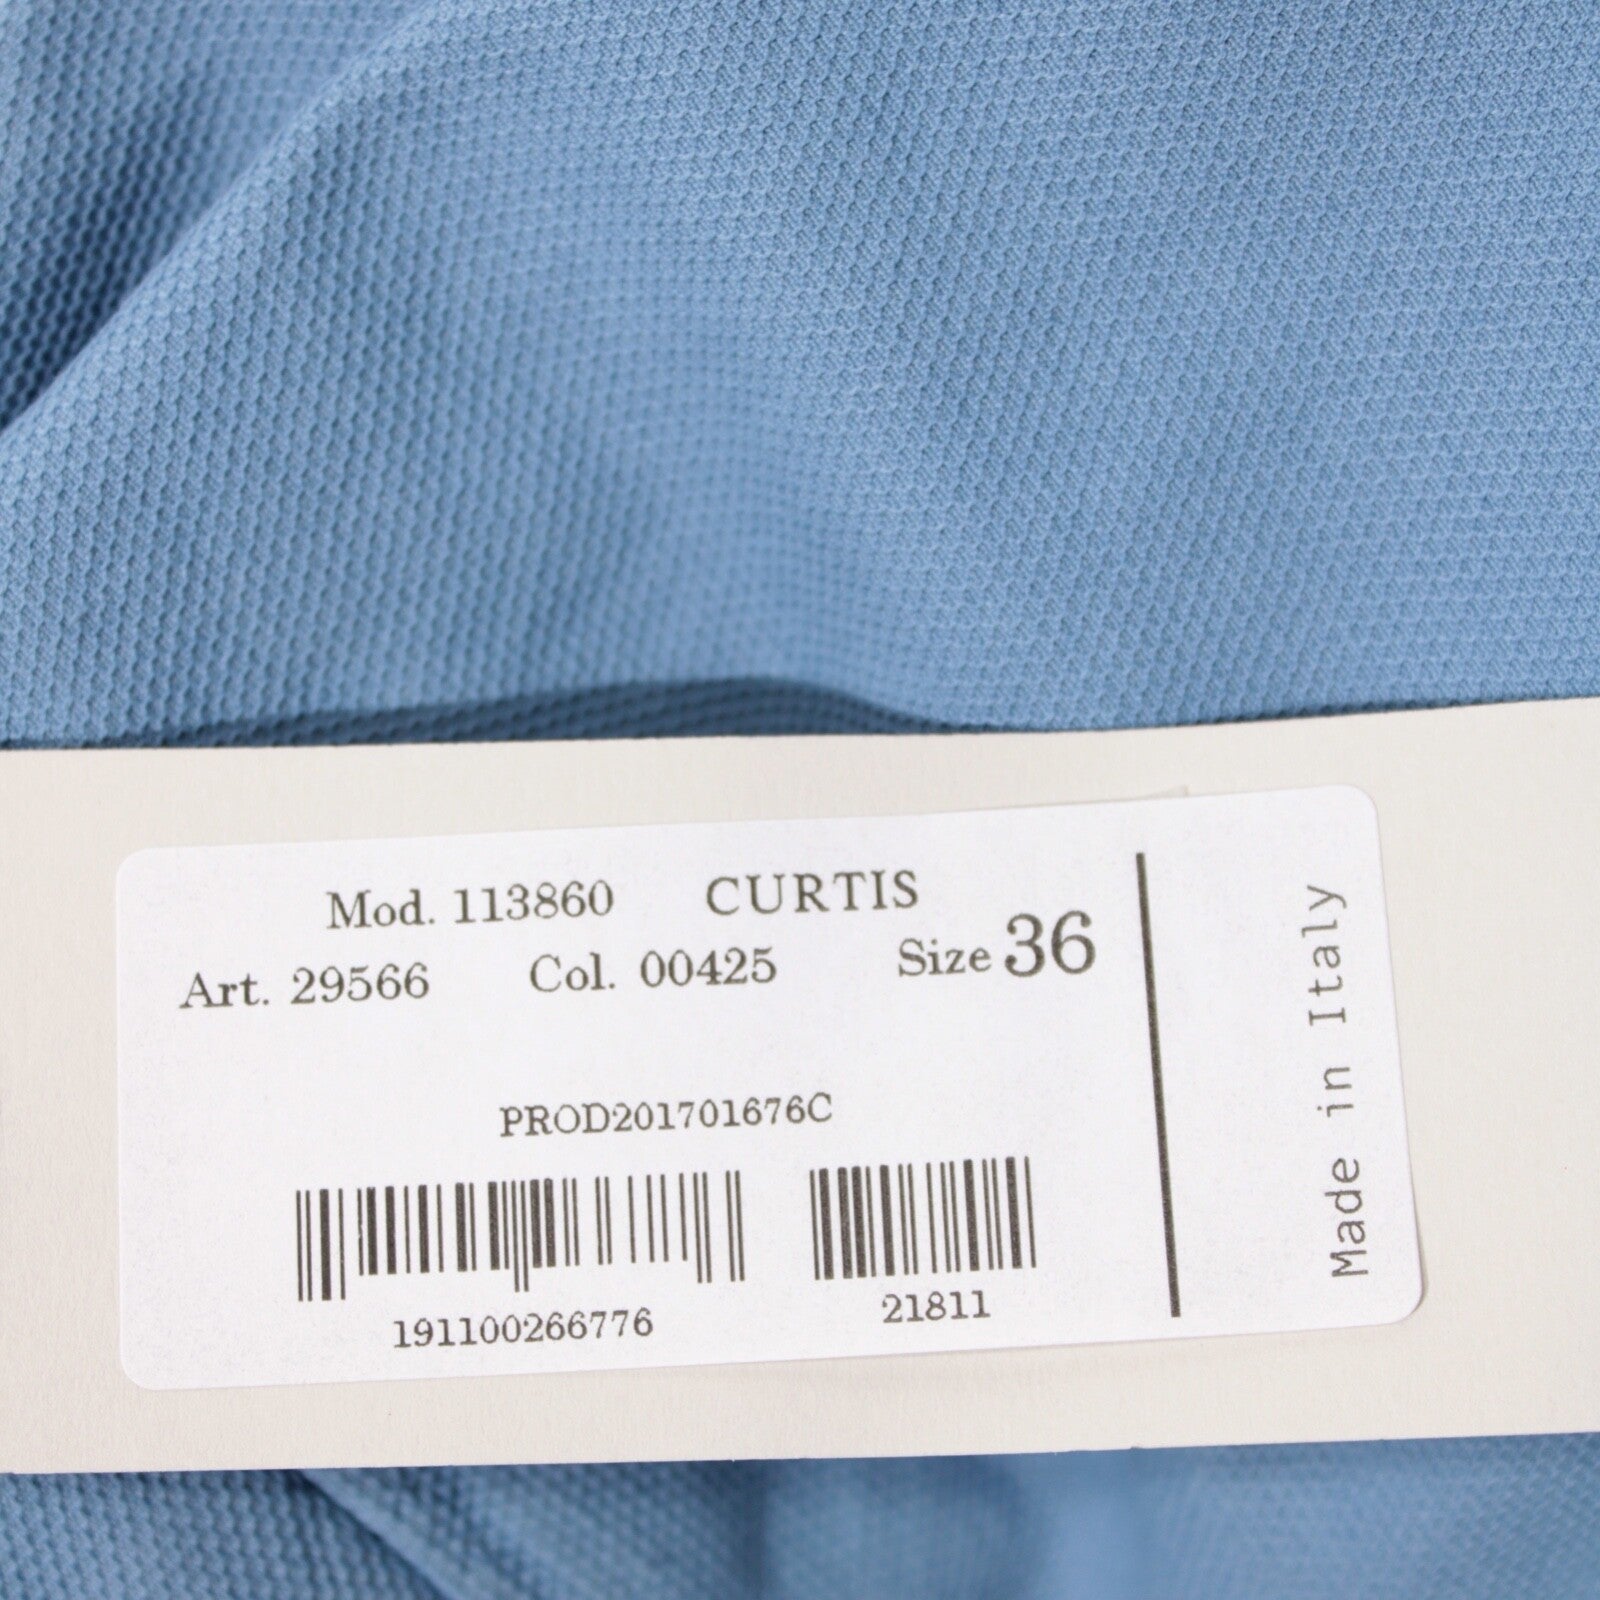 Mod. 113860 CURTIS
Art. 29566 Col. 00425 Size 36
PROD201701676C
191100266776
21811
Made in Italy